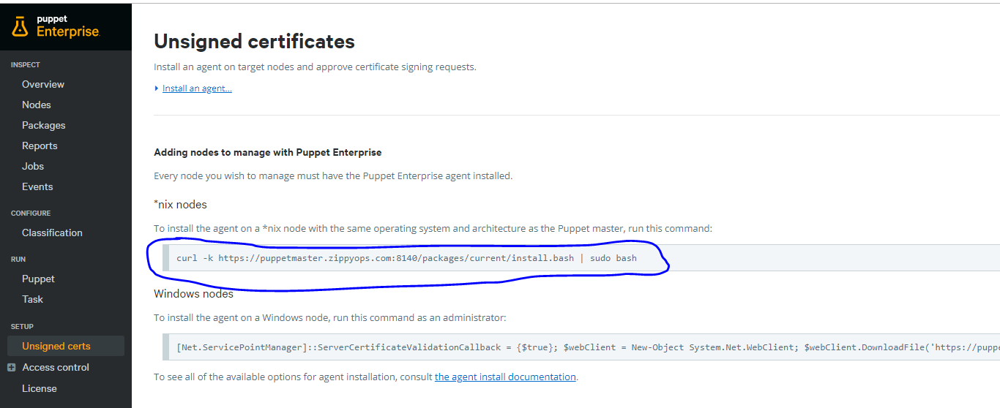 puppet
Enterprise
INSPECT
Overview
Nodes
Packages
Reports
Jobs
Events
CONFIGURE
Classification
RUN
Puppet
Task
SETUP
Unsigned certs
Access control
License
Unsigned certificates
Install an agent on target nodes and approve certificate signing requests.
Install an agent...
Adding nodes to manage with Puppet Enterprise
Every node you wish to manage must have the Puppet Enterprise agent installed.
*nix nodes
To install the agent on a *nix node with the same operating system and architecture as the Puppet master, run this command:
curl -k https://puppetmaster.zippyops.com:8140/packages/current/install.bash | sudo bash
Windows nodes
To install the agent on a Windows node, run this command as an administrator:
[Net.ServicePointManager]::ServerCertificateValidationCallback = {$true}; $webClient = New-Object System.Net.WebClient; $webClient.DownloadFile('https://puppe
To see all of the available options for agent installation, consult the agent install documentation.